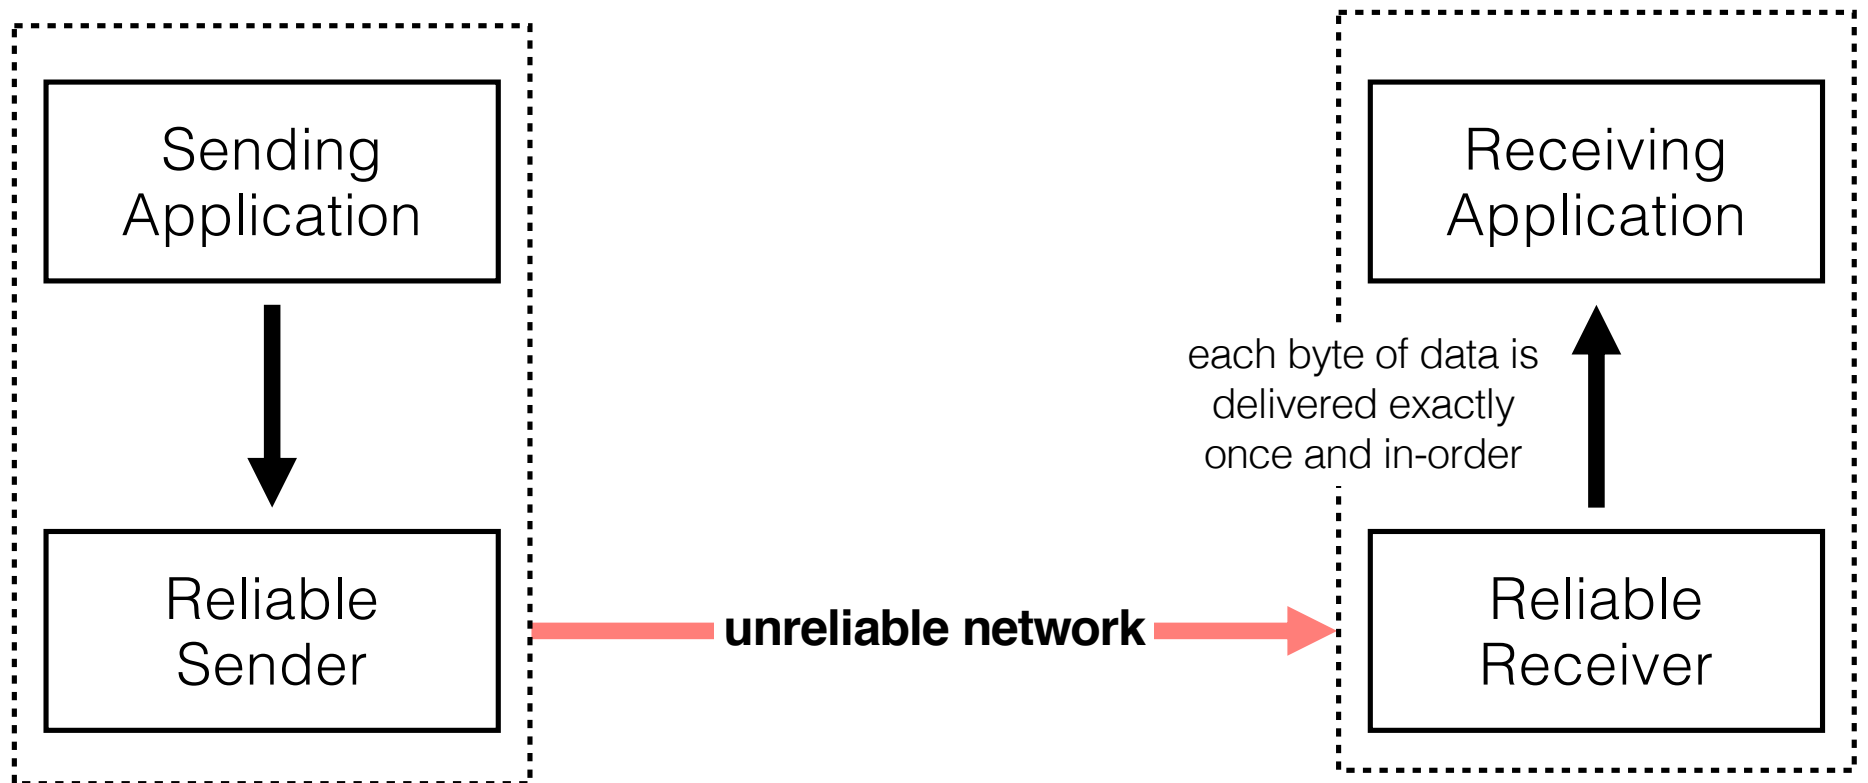 Sending
Application
Receiving
Application
each byte of data is
delivered exactly
once and in-order
Reliable
Sender
unreliable network
Reliable
Receiver